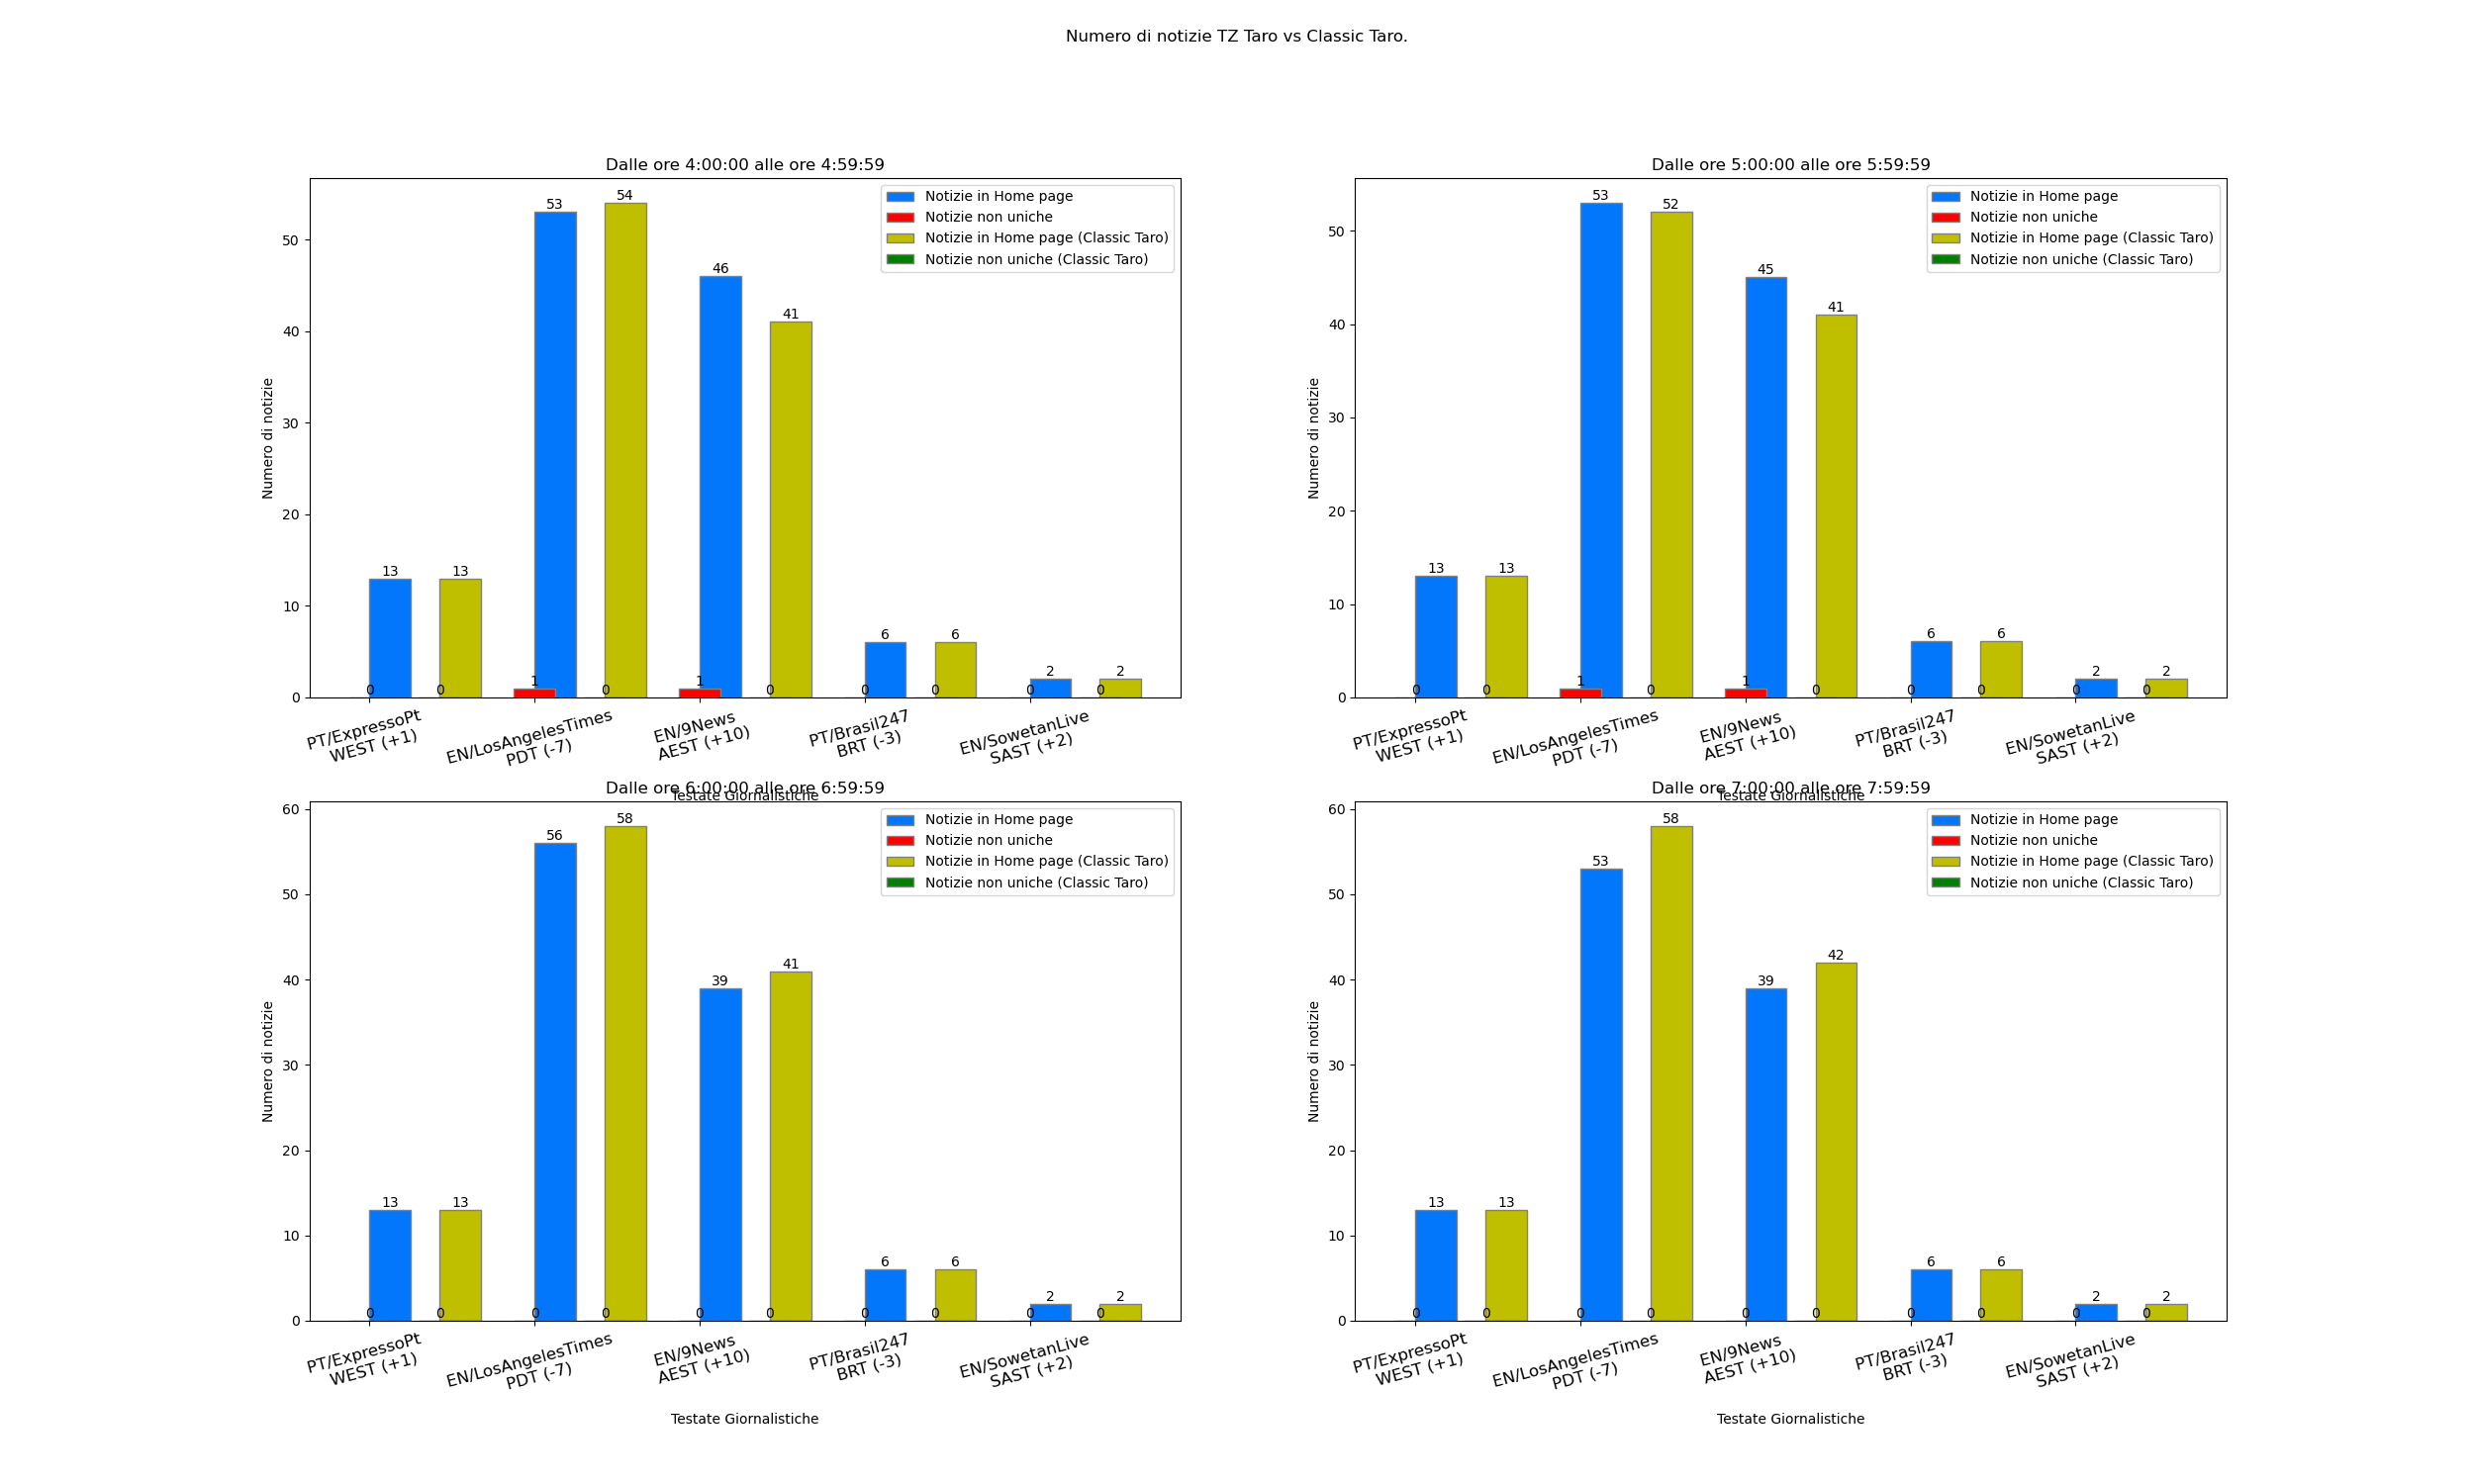 Numero di notizie TZ Taro vs Classic Taro.
Dalle ore 4:00:00 alle ore 4:59:59
Numero di notizie
50
40
30
20
10
0
Notizie in Home page
Notizie non uniche
Notizie in Home page (Classic Taro)
Notizie non uniche (Classic Taro)
13 13 53 54 46 41 6 6 2 2
0 0 1 0 1 0 0 0 0 0
PT/ExpressoPt
WEST (+1)
EN/LosAngelesTimes
PDT (-7)
EN/9News
AEST (+10)
PT/Brasil247
BRT (-3)
EN/SowetanLive
SAST (+2)
Testate Giornalistiche
Dalle ore 5:00:00 alle ore 5:59:59
Numero di notizie
50
40
30
20
10
0
Notizie in Home page
Notizie non uniche
Notizie in Home page (Classic Taro)
Notizie non uniche (Classic Taro)
13 13 53 52 45 41 6 6 2 2
0 0 1 0 1 0 0 0 0 0
PT/ExpressoPt
WEST (+1)
EN/LosAngelesTimes
PDT (-7)
EN/9News
AEST (+10)
PT/Brasil247
BRT (-3)
EN/SowetanLive
SAST (+2)
Testate Giornalistiche
Dalle ore 6:00:00 alle ore 6:59:59
Numero di notizie
60
50
40
30
20
10
0
Notizie in Home page
Notizie non uniche
Notizie in Home page (Classic Taro)
Notizie non uniche (Classic Taro)
13 13 56 58 39 41 6 6 2 2
0 0 0 0 0 0 0 0 0 0
PT/ExpressoPt
WEST (+1)
EN/LosAngelesTimes
PDT (-7)
EN/9News
AEST (+10)
PT/Brasil247
BRT (-3)
EN/SowetanLive
SAST (+2)
Testate Giornalistiche
Dalle ore 7:00:00 alle ore 7:59:59
Numero di notizie
60
50
40
30
20
10
0
Notizie in Home page
Notizie non uniche
Notizie in Home page (Classic Taro)
Notizie non uniche (Classic Taro)
13 13 53 58 39 42 6 6 2 2
0 0 0 0 0 0 0 0 0 0
PT/ExpressoPt
WEST (+1)
EN/LosAngelesTimes
PDT (-7)
EN/9News
AEST (+10)
PT/Brasil247
BRT (-3)
EN/SowetanLive
SAST (+2)
Testate Giornalistiche